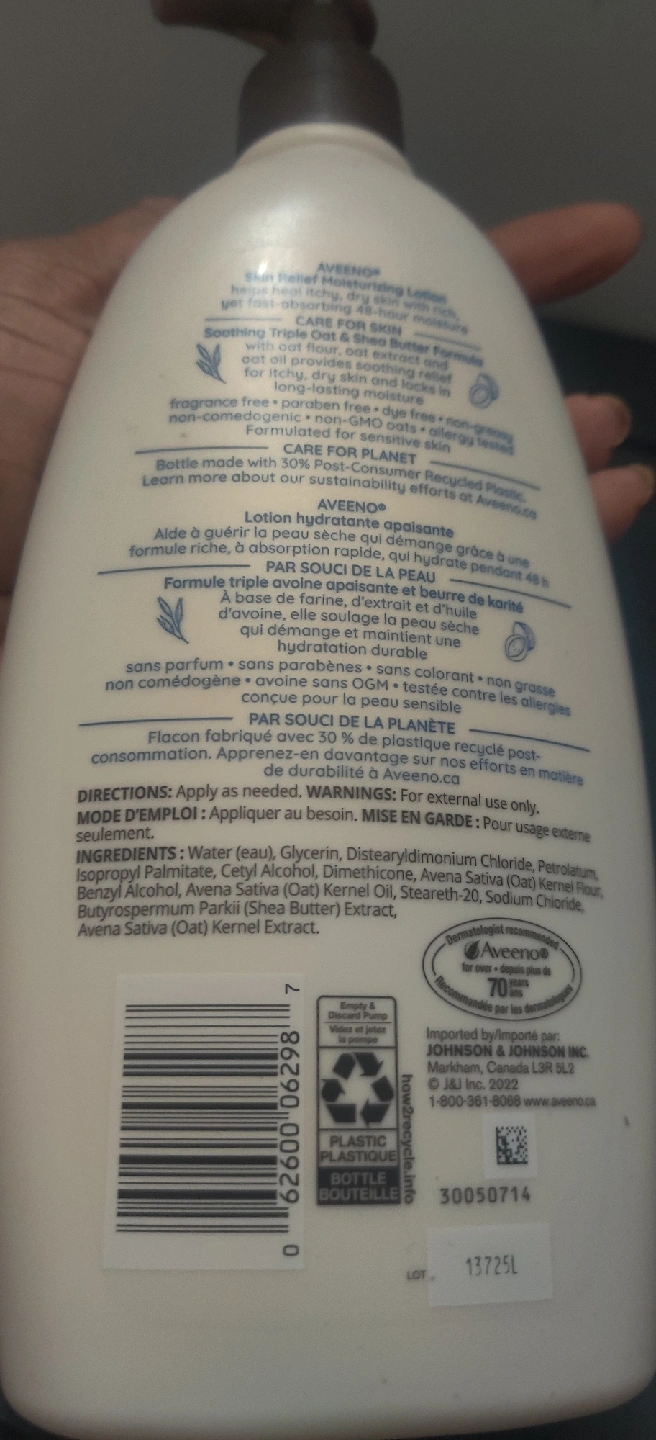 AVEENO®
Skin Relief Moisturizing Lotion
helps heal itchy, dry skin with rich,
yet fast-absorbing 48-hour moisture
CARE FOR SKIN
Soothing Triple Oat & Shea Butter Formula
with oat flour, oat extract and
oat oil provides soothing relief
for itchy, dry skin and locks in
long-lasting moisture
fragrance free • paraben free • dye free • non-greasy
non-comedogenic • non-GMO oats • allergy tested
Formulated for sensitive skin
CARE FOR PLANET
Bottle made with 30% Post-Consumer Recycled Plastic.
Learn more about our sustainability efforts at Aveeno.ca
AVEENO®
Lotion hydratante apaisante
Aide à guérir la peau sèche qui démange grâce à une
formule riche, à absorption rapide, qui hydrate pendant 48 h
PAR SOUCI DE LA PEAU
Formule triple avoine apaisante et beurre de karité
À base de farine, d'extrait et d'huile
d'avoine, elle soulage la peau sèche
qui démange et maintient une
hydratation durable
sans parfum • sans parabènes • sans colorant • non grasse
non comédogène • avoine sans OGM • testée contre les allergies
conçue pour la peau sensible
PAR SOUCI DE LA PLANÈTE
Flacon fabriqué avec 30 % de plastique recyclé post-
consommation. Apprenez-en davantage sur nos efforts en matière
de durabilité à Aveeno.ca
DIRECTIONS: Apply as needed. WARNINGS: For external use only.
MODE D'EMPLOI : Appliquer au besoin. MISE EN GARDE : Pour usage externe
seulement.
INGREDIENTS : Water (eau), Glycerin, Distearyldimonium Chloride, Petrolatum,
Isopropyl Palmitate, Cetyl Alcohol, Dimethicone, Avena Sativa (Oat) Kernel Flour,
Benzyl Alcohol, Avena Sativa (Oat) Kernel Oil, Steareth-20, Sodium Chloride,
Butyrospermum Parkii (Shea Butter) Extract,
Avena Sativa (Oat) Kernel Extract.
Dermatologist recommended
Aveeno®
for over • depuis plus de
70 years
ans
Recommandée par les dermatologues
0 62600 06298 7
Empty &
Discard Pump
Videz et jetez
la pompe
PLASTIC
PLASTIQUE
BOTTLE
BOUTEILLE
how2recycle.info
Imported by/Importé par:
JOHNSON & JOHNSON INC.
Markham, Canada L3R 5L2
© J&J Inc. 2022
1-800-361-8068 www.aveeno.ca
30050714
LOT
13725L